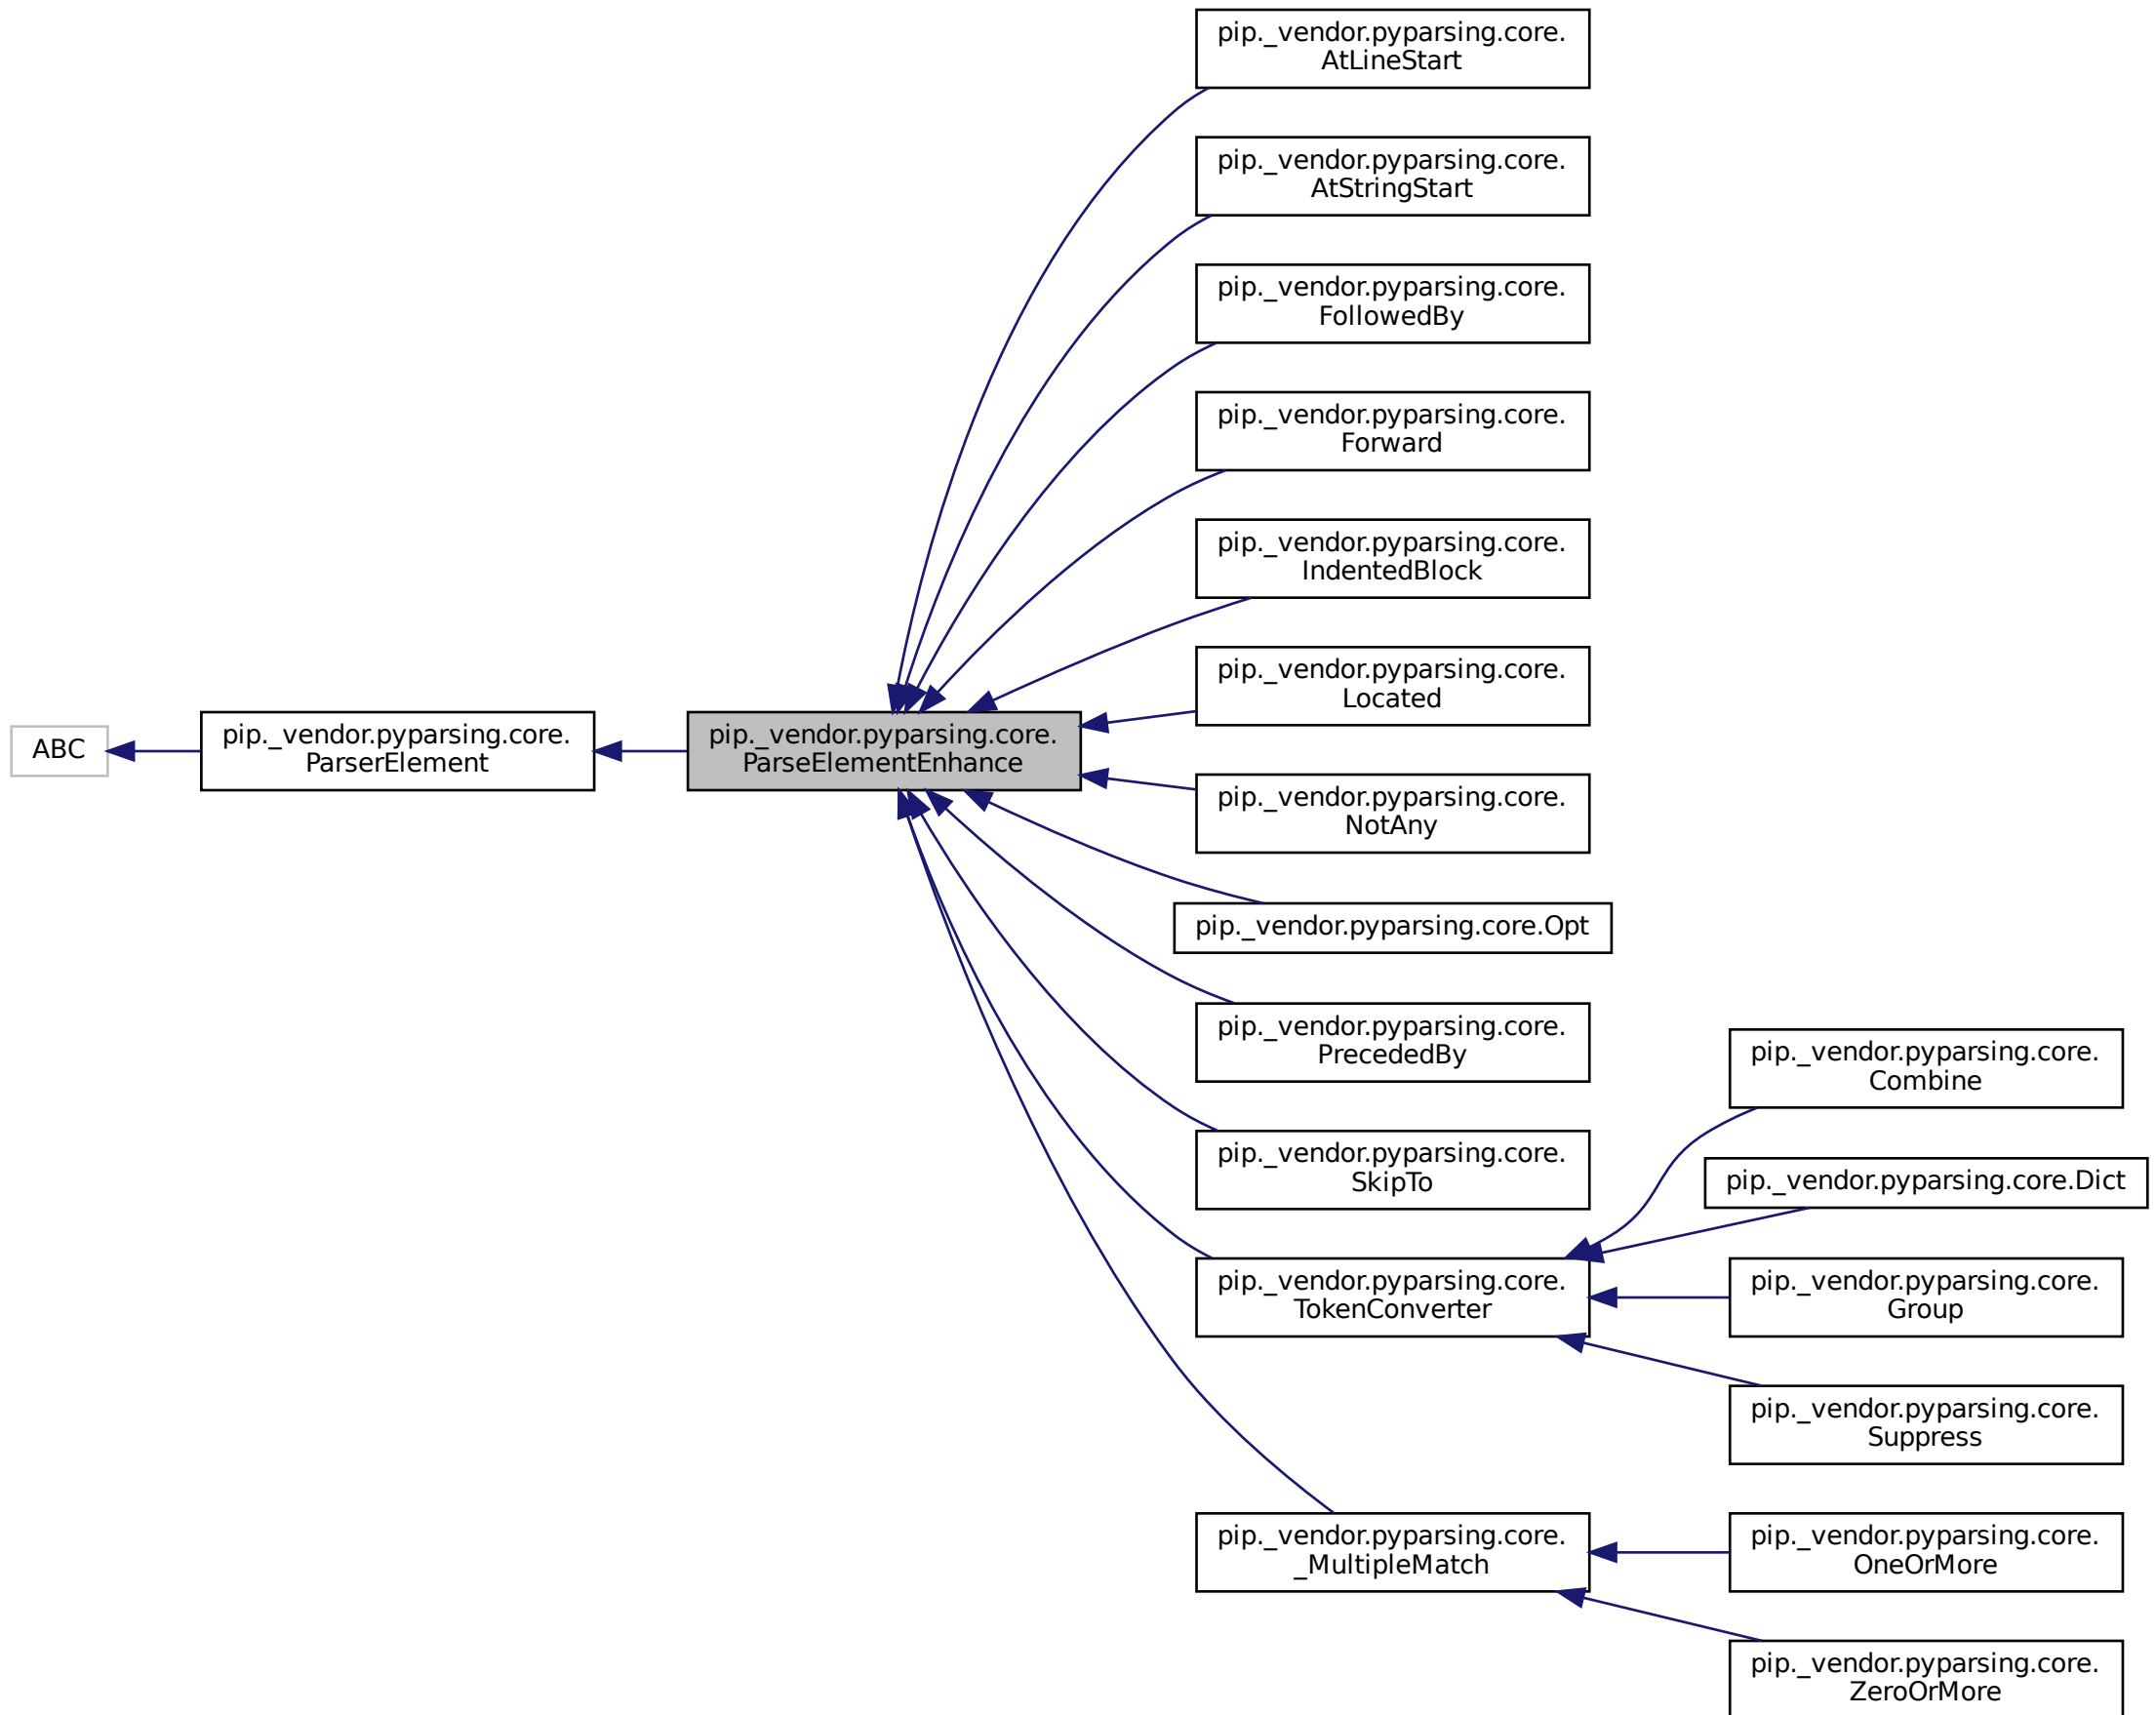 ABC
pip._vendor.pyparsing.core.
ParserElement
pip._vendor.pyparsing.core.
ParseElementEnhance
pip._vendor.pyparsing.core.
AtLineStart
pip._vendor.pyparsing.core.
AtStringStart
pip._vendor.pyparsing.core.
FollowedBy
pip._vendor.pyparsing.core.
Forward
pip._vendor.pyparsing.core.
IndentedBlock
pip._vendor.pyparsing.core.
Located
pip._vendor.pyparsing.core.
NotAny
pip._vendor.pyparsing.core.Opt
pip._vendor.pyparsing.core.
PrecededBy
pip._vendor.pyparsing.core.
SkipTo
pip._vendor.pyparsing.core.
TokenConverter
pip._vendor.pyparsing.core.
_MultipleMatch
pip._vendor.pyparsing.core.
Combine
pip._vendor.pyparsing.core.Dict
pip._vendor.pyparsing.core.
Group
pip._vendor.pyparsing.core.
Suppress
pip._vendor.pyparsing.core.
OneOrMore
pip._vendor.pyparsing.core.
ZeroOrMore